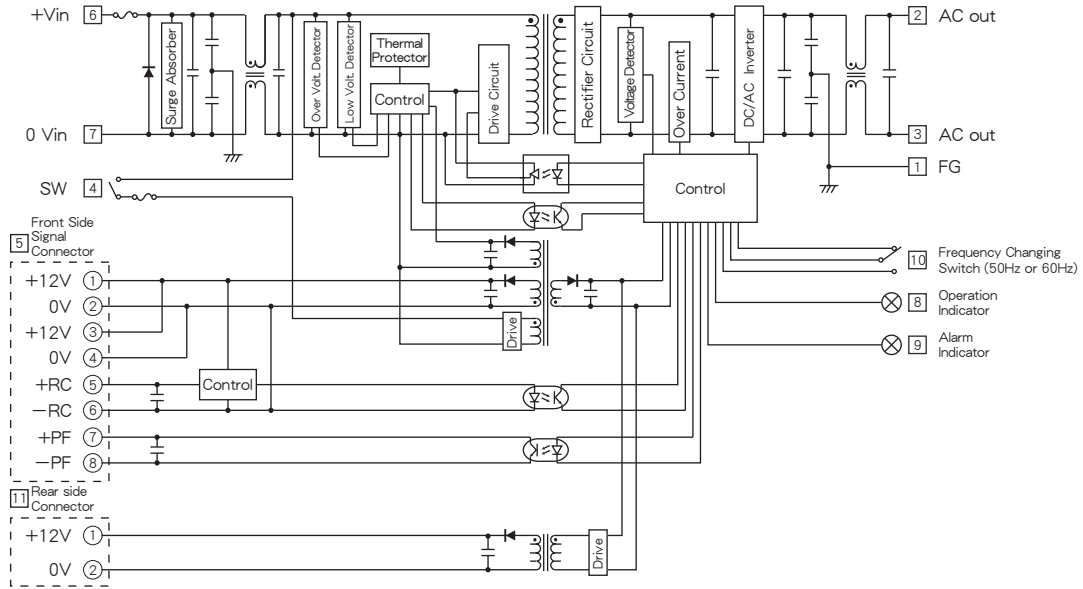 +Vin 6
2 AC out
Surge Absorber
Over Volt. Detector
Low Volt. Detector
Thermal
Protector
Control
Drive Circuit
Rectifier Circuit
Voltage Detector
Over Current
DC/AC Inverter
0 Vin 7
3 AC out
1 FG
SW 4
Control
Front Side
5 Signal
Connector
10 Frequency Changing
Switch (50Hz or 60Hz)
+12V 1
0V 2
+12V 3
0V 4
+RC 5
−RC 6
+PF 7
−PF 8
Drive
Control
8 Operation
Indicator
9 Alarm
Indicator
11 Rear side
Connector
+12V 1
0V 2
Drive